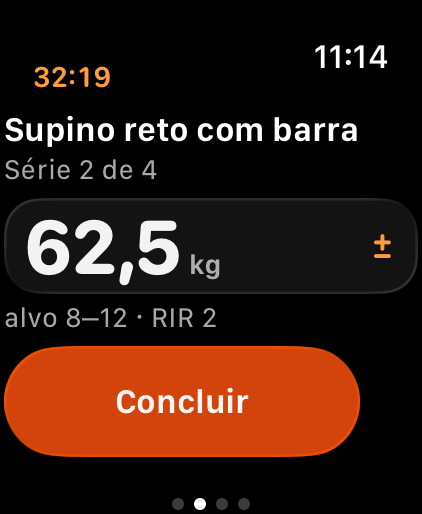 11:14
32:19
Supino reto com barra
Série 2 de 4
62,5 kg ±
alvo 8–12 · RIR 2
Concluir